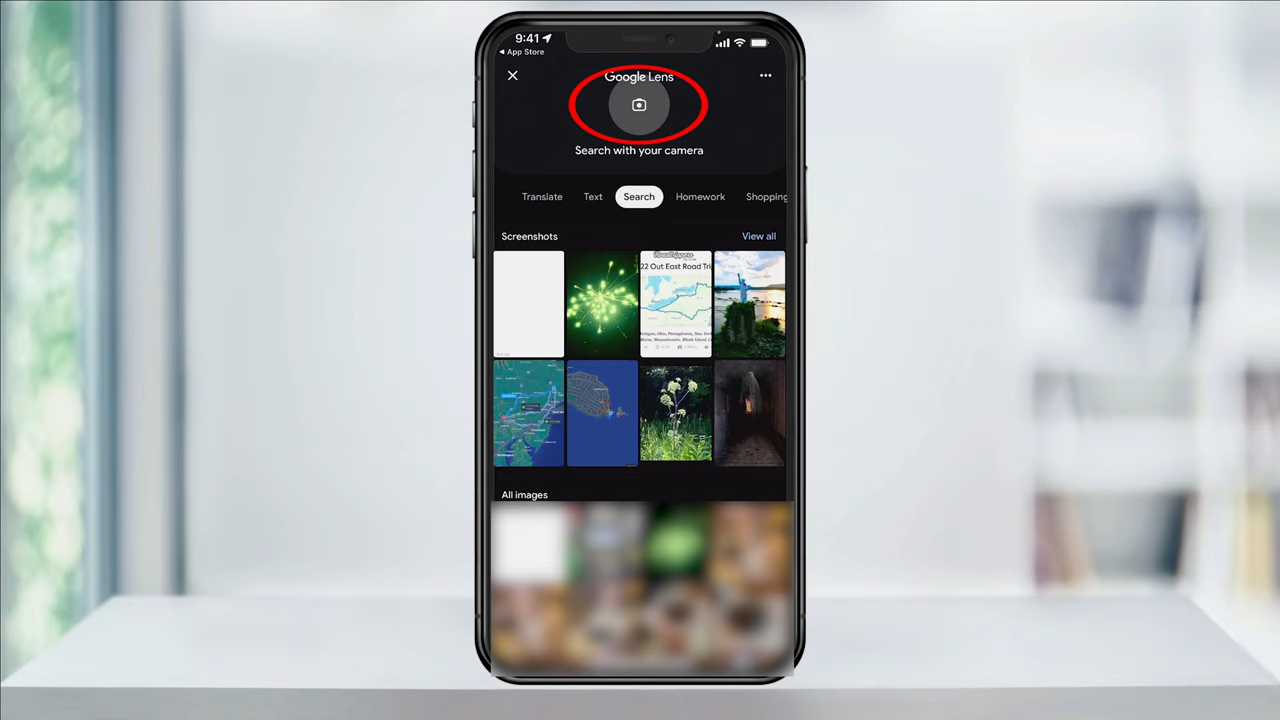 9:41
App Store
Google Lens
Search with your camera
Translate Text Search Homework Shopping
Screenshots View all
22 Out East Road Tri
All images